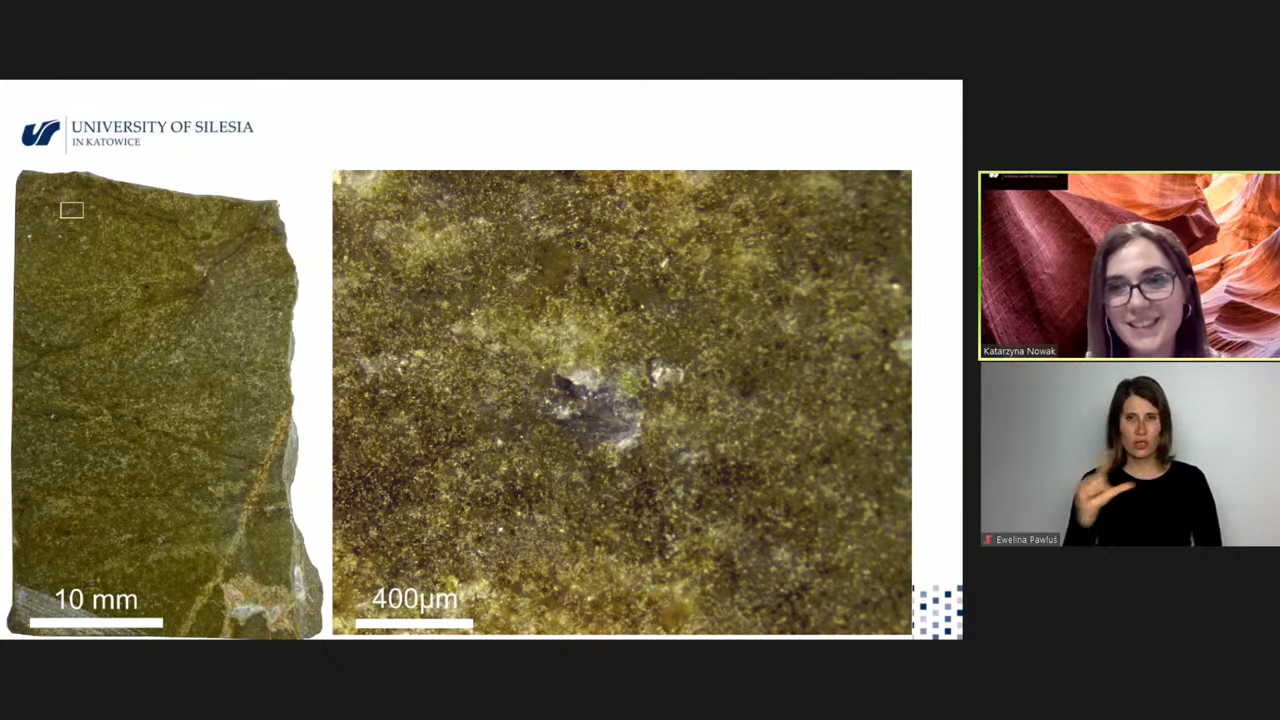 UNIVERSITY OF SILESIA
IN KATOWICE
10 mm
400µm
Katarzyna Nowak
Ewelina Pawluś